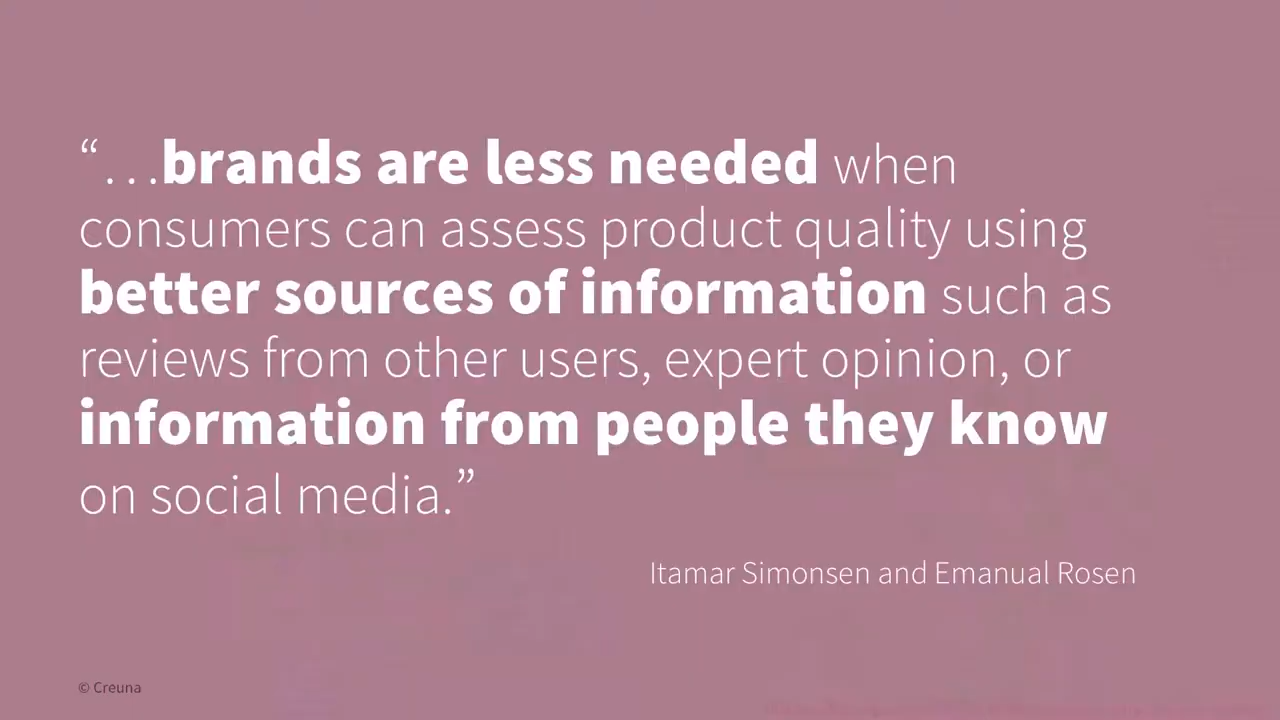 “…brands are less needed when
consumers can assess product quality using
better sources of information such as
reviews from other users, expert opinion, or
information from people they know
on social media.”
Itamar Simonsen and Emanual Rosen
© Creuna